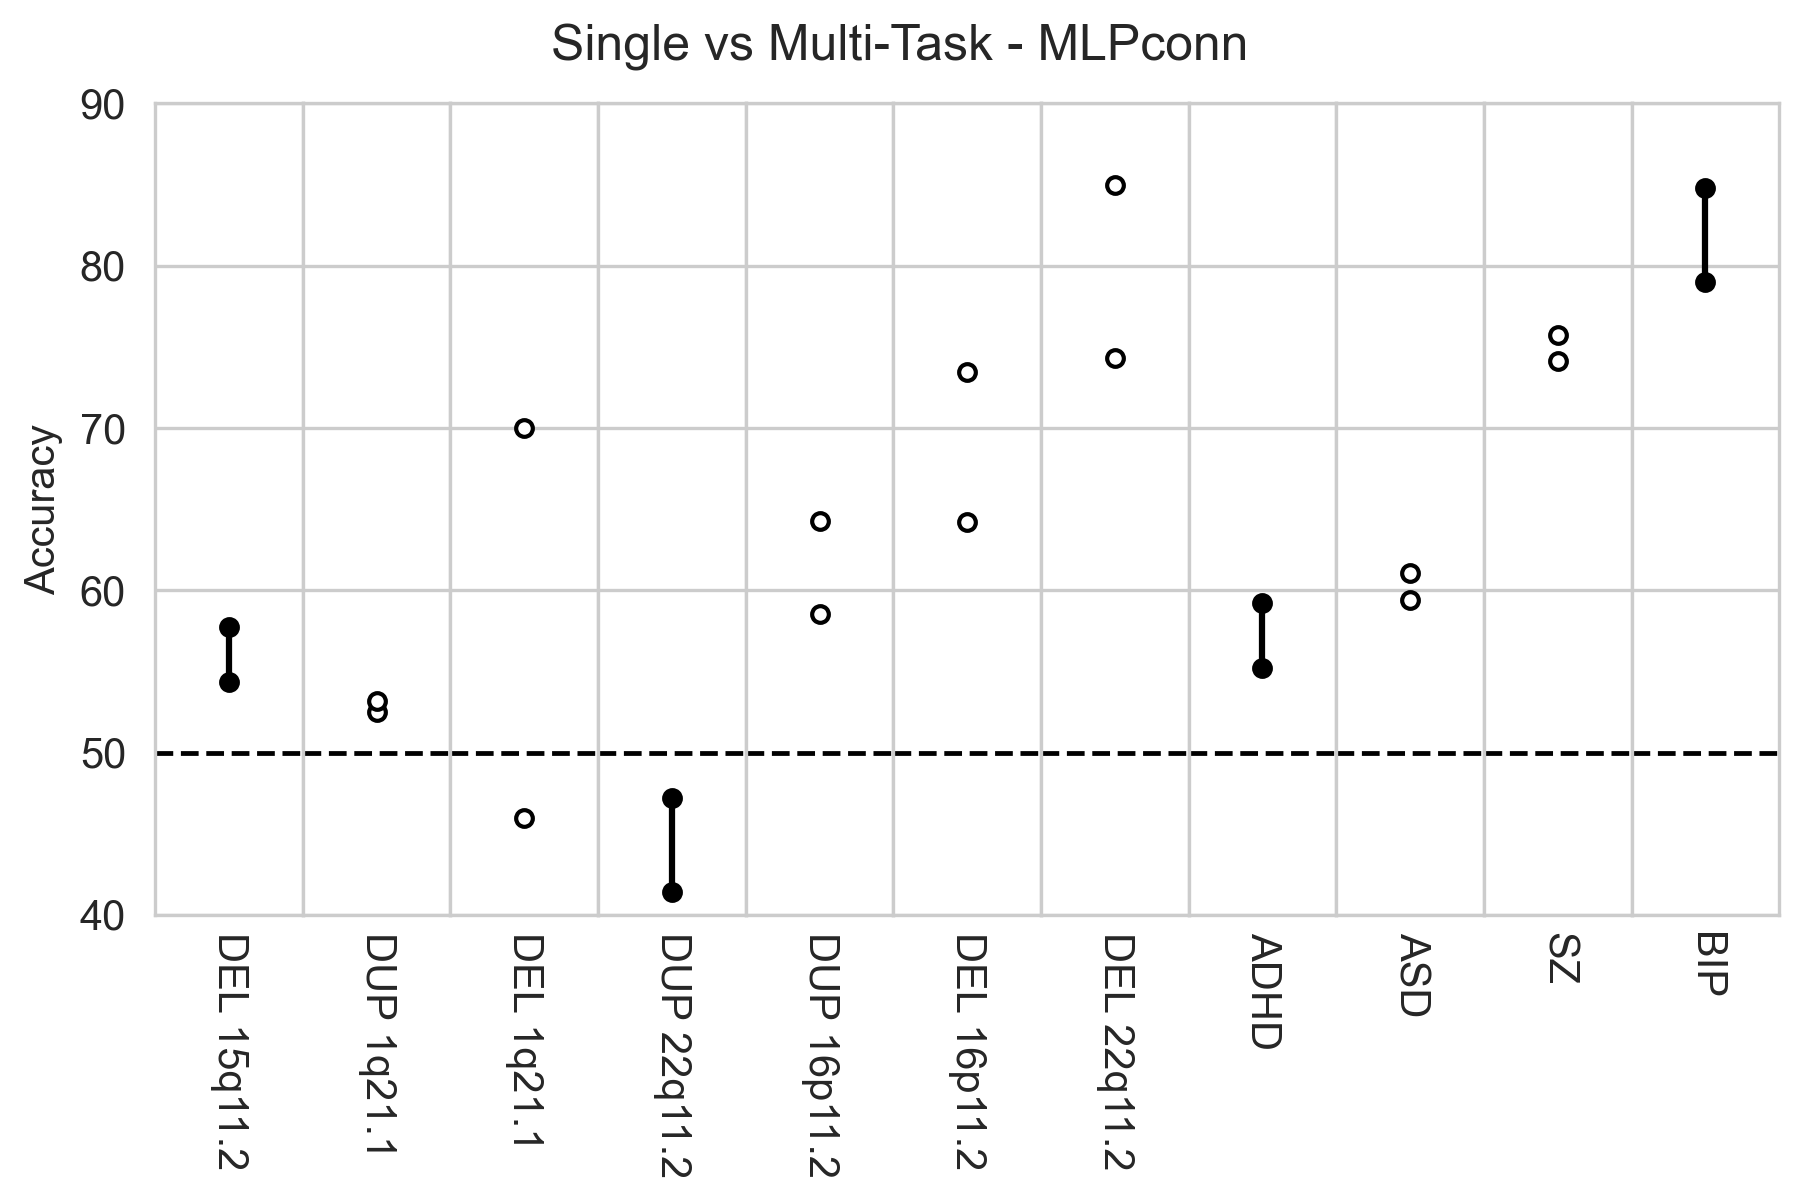 Single vs Multi-Task - MLPconn
90
80
70
60
50
40
Accuracy
DEL 15q11.2
DUP 1q21.1
DEL 1q21.1
DUP 22q11.2
DUP 16p11.2
DEL 16p11.2
DEL 22q11.2
ADHD
ASD
SZ
BIP